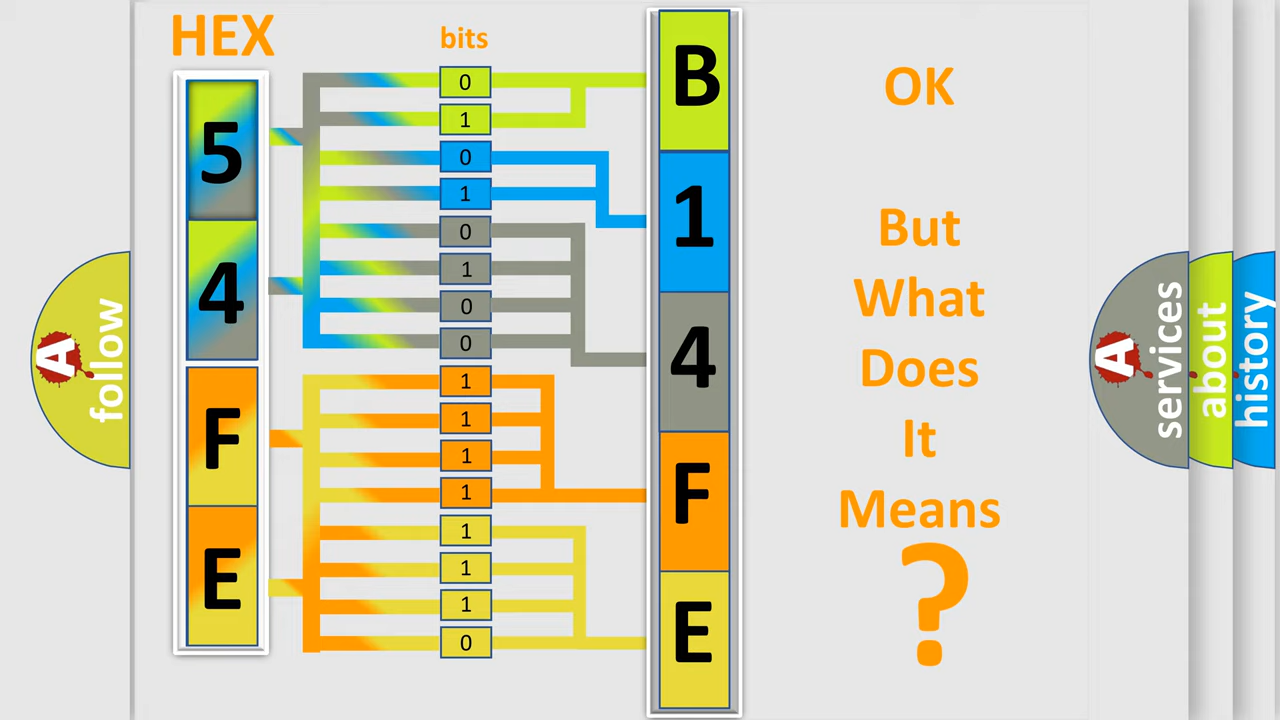 HEX
bits
5
4
F
E
0
1
0
1
0
1
0
0
1
1
1
1
1
1
1
0
B
1
4
F
E
OK
But
What
Does
It
Means
?
A
follow
A
services
about
history